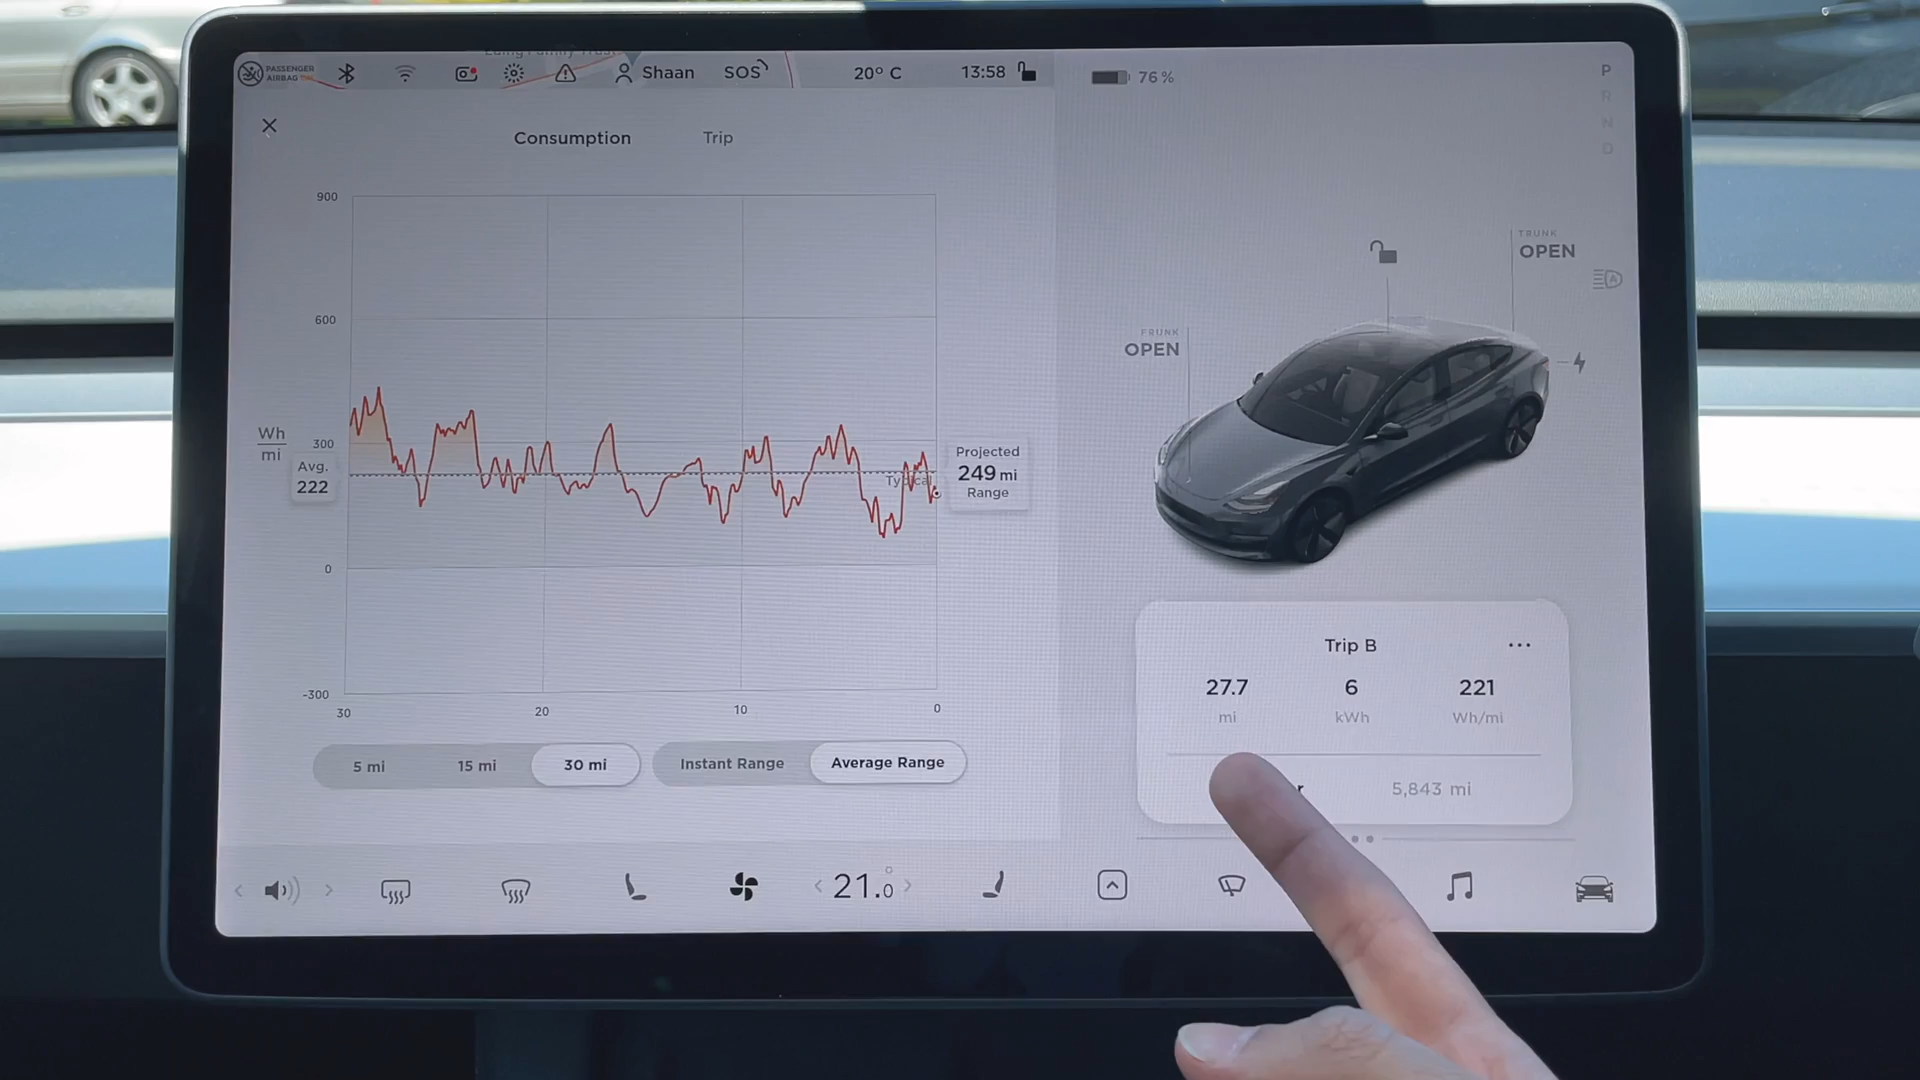 PASSENGER
AIRBAG
Shaan
SOS
20° C
13:58
76 %
P
R
N
D
Consumption
Trip
900
600
300
0
-300
Wh
mi
Avg.
222
Typical
Projected
249 mi
Range
30
20
10
0
5 mi
15 mi
30 mi
Instant Range
Average Range
TRUNK
OPEN
FRUNK
OPEN
Trip B
...
27.7
6
221
mi
kWh
Wh/mi
r
5,843 mi
21.0